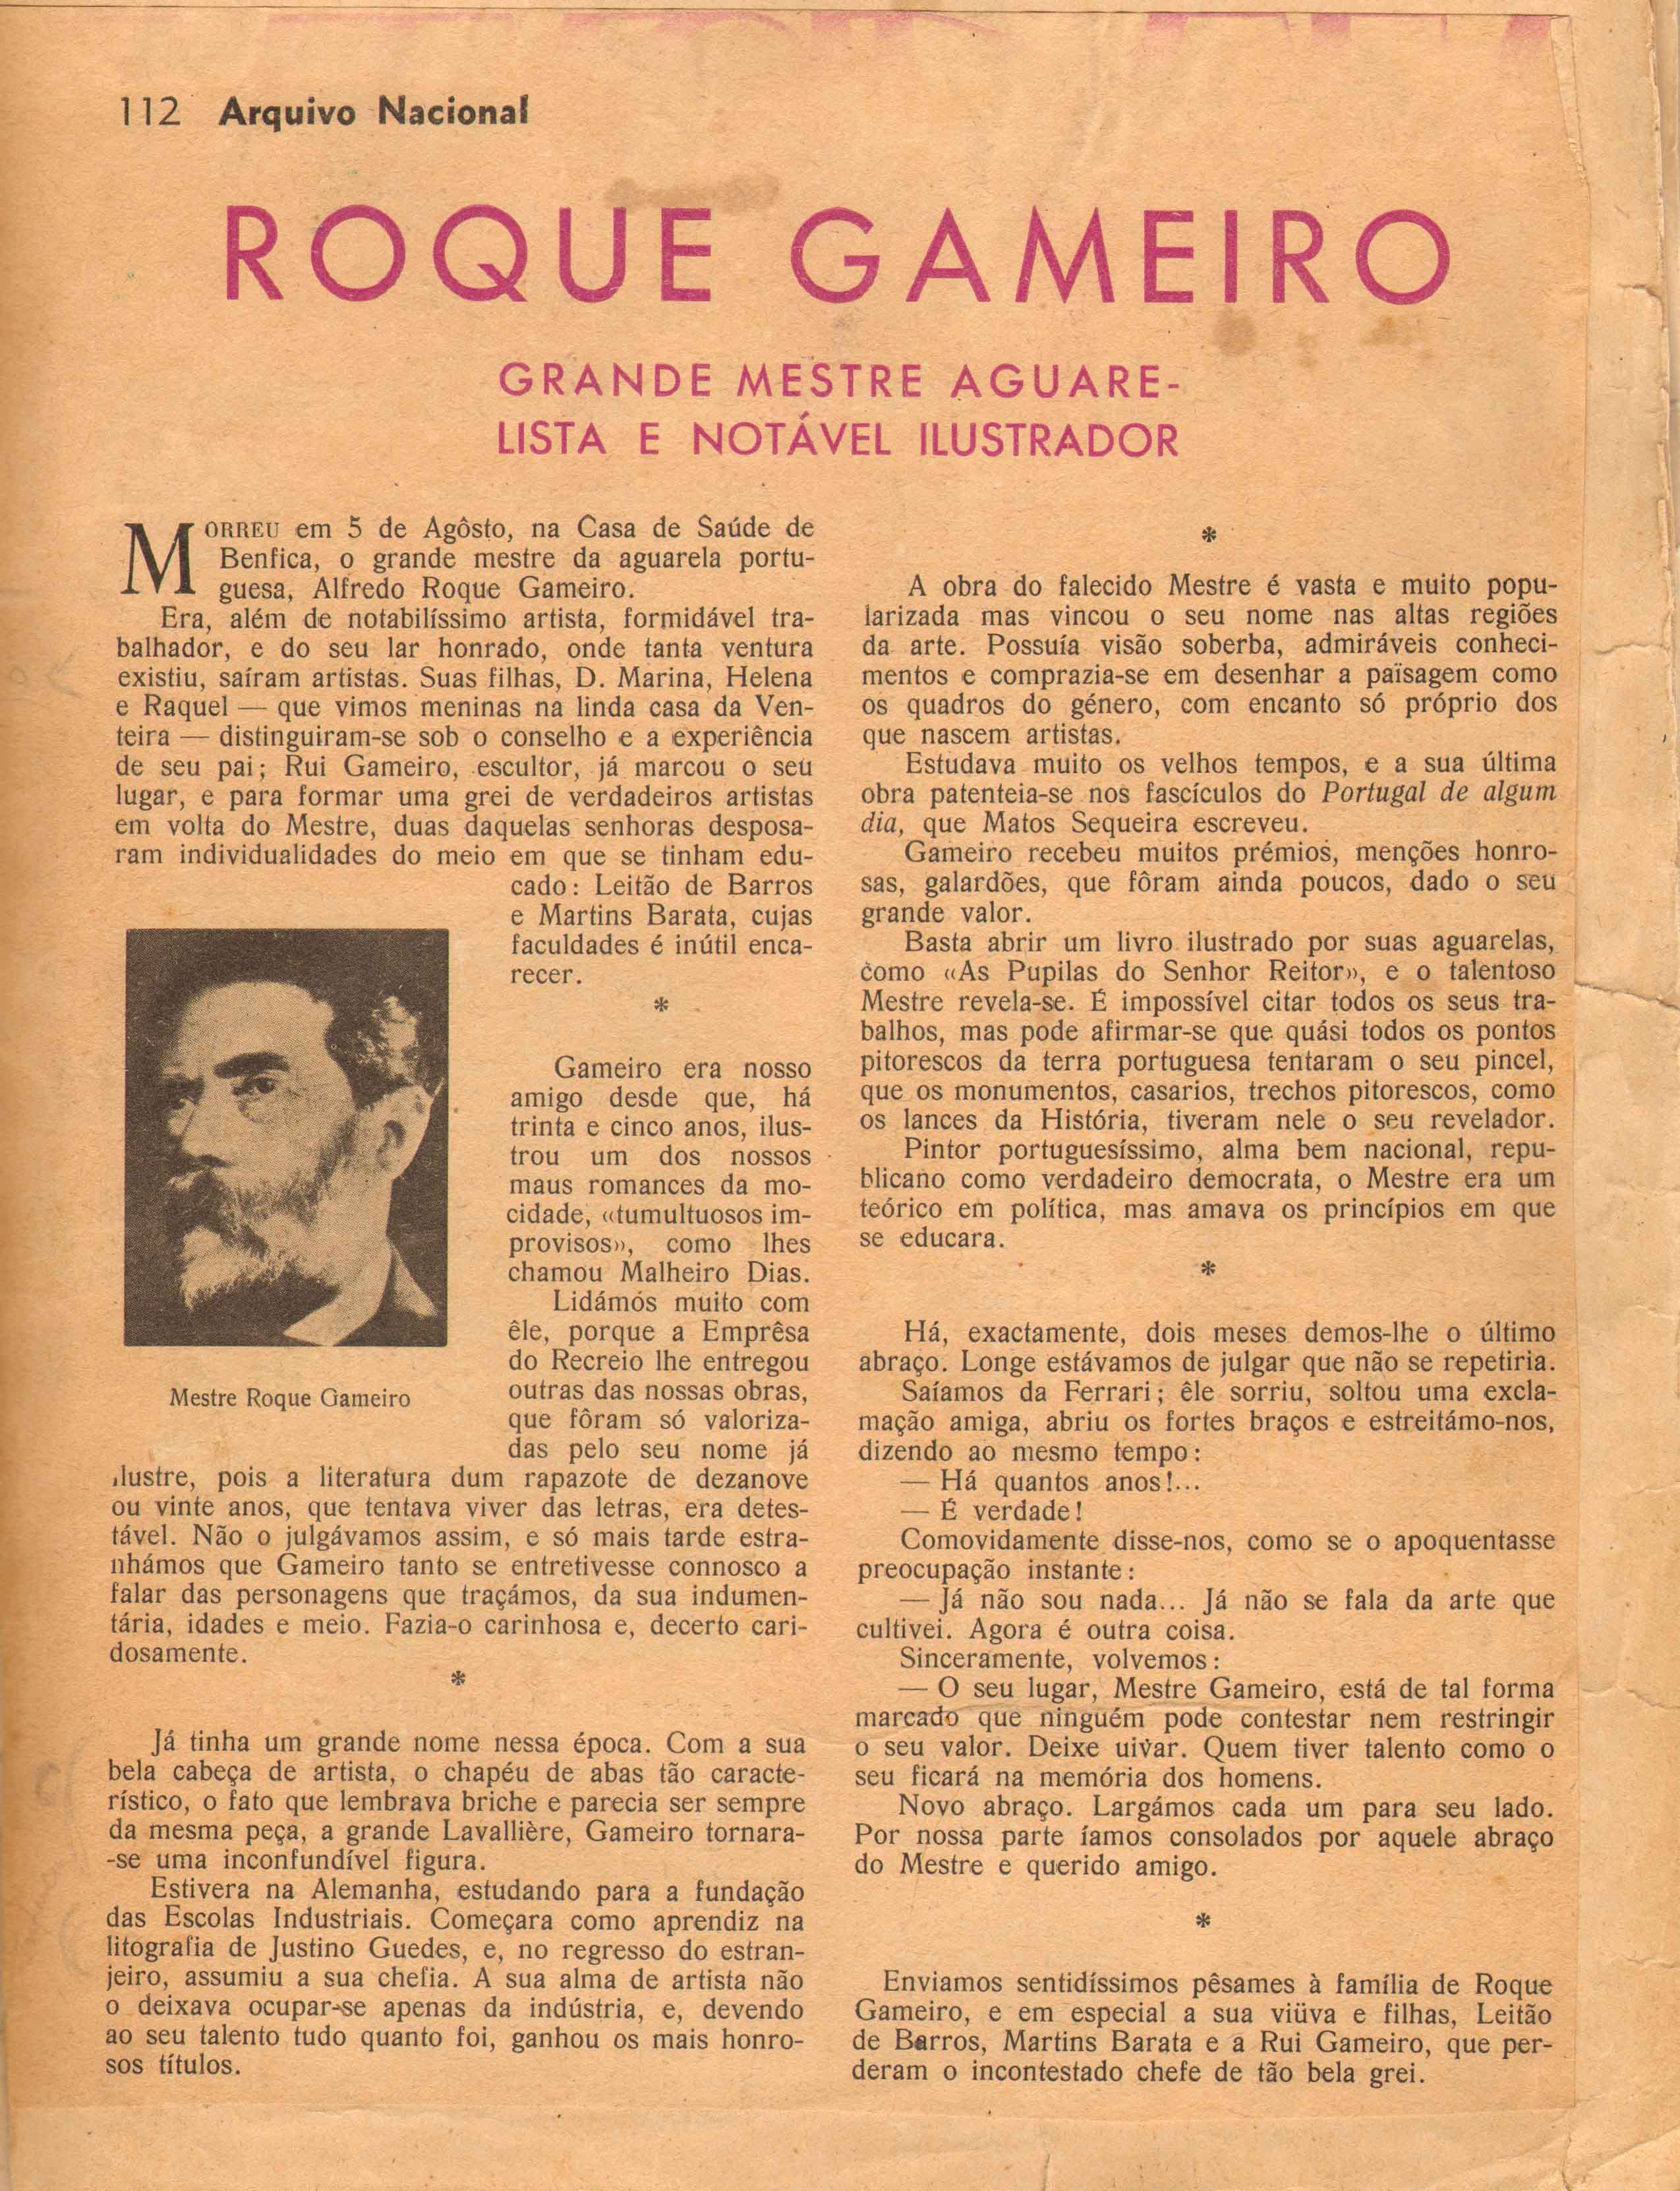 112 Arquivo Nacional
ROQUE GAMEIRO
GRANDE MESTRE AGUARE-
LISTA E NOTÁVEL ILUSTRADOR
MORREU em 5 de Agôsto, na Casa de Saúde de
Benfica, o grande mestre da aguarela portu-
guesa, Alfredo Roque Gameiro.
Era, além de notabilíssimo artista, formidável tra-
balhador, e do seu lar honrado, onde tanta ventura
existiu, saíram artistas. Suas filhas, D. Marina, Helena
e Raquel — que vimos meninas na linda casa da Ven-
teira — distinguiram-se sob o conselho e a experiência
de seu pai; Rui Gameiro, escultor, já marcou o seu
lugar, e para formar uma grei de verdadeiros artistas
em volta do Mestre, duas daquelas senhoras desposa-
ram individualidades do meio em que se tinham edu-
cado: Leitão de Barros
e Martins Barata, cujas
faculdades é inútil enca-
recer.
*
Gameiro era nosso
amigo desde que, há
trinta e cinco anos, ilus-
trou um dos nossos
maus romances da mo-
cidade, «tumultuosos im-
provisos», como lhes
chamou Malheiro Dias.
Lidámos muito com
êle, porque a Emprêsa
do Recreio lhe entregou
outras das nossas obras,
que fôram só valoriza-
das pelo seu nome já
Mestre Roque Gameiro
ilustre, pois a literatura dum rapazote de dezanove
ou vinte anos, que tentava viver das letras, era detes-
tável. Não o julgávamos assim, e só mais tarde estra-
nhámos que Gameiro tanto se entretivesse connosco a
falar das personagens que traçámos, da sua indumen-
tária, idades e meio. Fazia-o carinhosa e, decerto cari-
dosamente.
*
Já tinha um grande nome nessa época. Com a sua
bela cabeça de artista, o chapéu de abas tão caracte-
rístico, o fato que lembrava briche e parecia ser sempre
da mesma peça, a grande Lavallière, Gameiro tornara-
-se uma inconfundível figura.
Estivera na Alemanha, estudando para a fundação
das Escolas Industriais. Começara como aprendiz na
litografia de Justino Guedes, e, no regresso do estran-
jeiro, assumiu a sua chefia. A sua alma de artista não
o deixava ocupar-se apenas da indústria, e, devendo
ao seu talento tudo quanto foi, ganhou os mais honro-
sos títulos.
*
A obra do falecido Mestre é vasta e muito popu-
larizada mas vincou o seu nome nas altas regiões
da arte. Possuía visão soberba, admiráveis conheci-
mentos e comprazia-se em desenhar a païsagem como
os quadros do género, com encanto só próprio dos
que nascem artistas.
Estudava muito os velhos tempos, e a sua última
obra patenteia-se nos fascículos do Portugal de algum
dia, que Matos Sequeira escreveu.
Gameiro recebeu muitos prémios, menções honro-
sas, galardões, que fôram ainda poucos, dado o seu
grande valor.
Basta abrir um livro ilustrado por suas aguarelas,
como «As Pupilas do Senhor Reitor», e o talentoso
Mestre revela-se. É impossível citar todos os seus tra-
balhos, mas pode afirmar-se que quási todos os pontos
pitorescos da terra portuguesa tentaram o seu pincel,
que os monumentos, casarios, trechos pitorescos, como
os lances da História, tiveram nele o seu revelador.
Pintor portuguesíssimo, alma bem nacional, repu-
blicano como verdadeiro democrata, o Mestre era um
teórico em política, mas amava os princípios em que
se educara.
*
Há, exactamente, dois meses demos-lhe o último
abraço. Longe estávamos de julgar que não se repetiria.
Saíamos da Ferrari; êle sorriu, soltou uma excla-
mação amiga, abriu os fortes braços e estreitámo-nos,
dizendo ao mesmo tempo:
— Há quantos anos!...
— É verdade!
Comovidamente disse-nos, como se o apoquentasse
preocupação instante:
— Já não sou nada... Já não se fala da arte que
cultivei. Agora é outra coisa.
Sinceramente, volvemos:
— O seu lugar, Mestre Gameiro, está de tal forma
marcado que ninguém pode contestar nem restringir
o seu valor. Deixe uivar. Quem tiver talento como o
seu ficará na memória dos homens.
Novo abraço. Largámos cada um para seu lado.
Por nossa parte íamos consolados por aquele abraço
do Mestre e querido amigo.
*
Enviamos sentidíssimos pêsames à família de Roque
Gameiro, e em especial a sua viüva e filhas, Leitão
de Barros, Martins Barata e a Rui Gameiro, que per-
deram o incontestado chefe de tão bela grei.